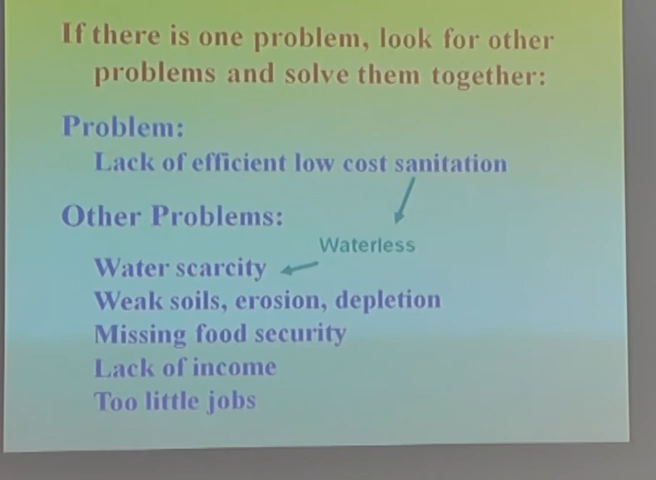 If there is one problem, look for other
problems and solve them together:
Problem:
Lack of efficient low cost sanitation
Other Problems:
Waterless
Water scarcity
Weak soils, erosion, depletion
Missing food security
Lack of income
Too little jobs